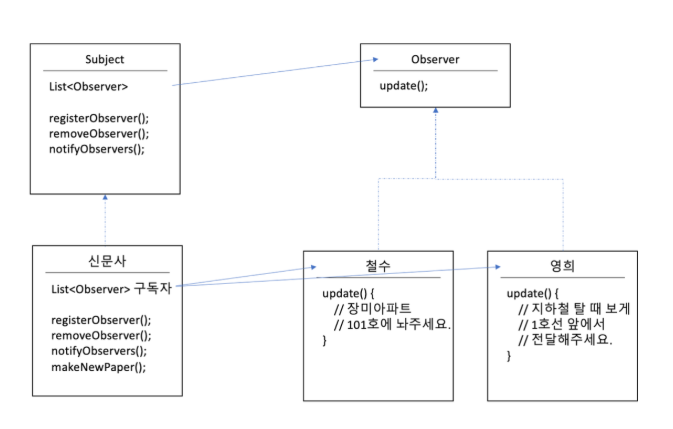 Subject
List<Observer>
registerObserver();
removeObserver();
notifyObservers();
Observer
update();
신문사
List<Observer> 구독자
registerObserver();
removeObserver();
notifyObservers();
makeNewPaper();
철수
update() {
// 장미아파트
// 101호에 놔주세요.
}
영희
update() {
// 지하철 탈 때 보게
// 1호선 앞에서
// 전달해주세요.
}